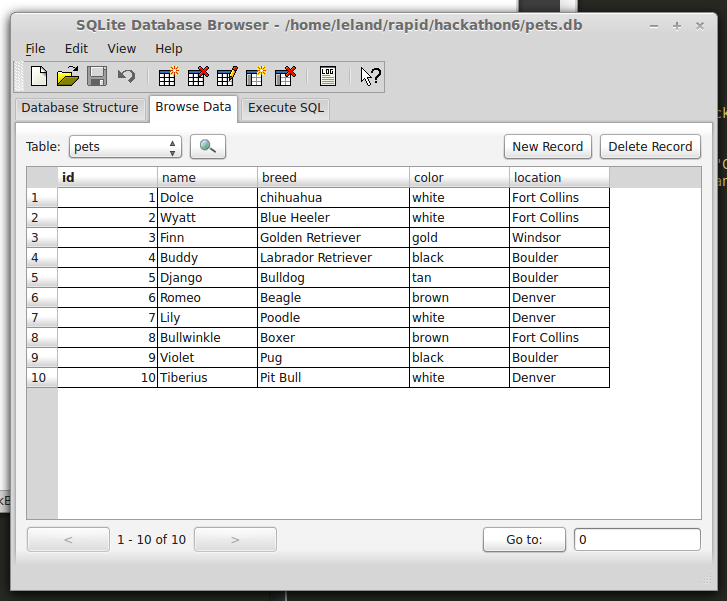 SQLite Database Browser - /home/leland/rapid/hackathon6/pets.db
File Edit View Help
LOG
Database Structure Browse Data Execute SQL
Table: pets New Record Delete Record
id name breed color location
1 1 Dolce chihuahua white Fort Collins
2 2 Wyatt Blue Heeler white Fort Collins
3 3 Finn Golden Retriever gold Windsor
4 4 Buddy Labrador Retriever black Boulder
5 5 Django Bulldog tan Boulder
6 6 Romeo Beagle brown Denver
7 7 Lily Poodle white Denver
8 8 Bullwinkle Boxer brown Fort Collins
9 9 Violet Pug black Boulder
10 10 Tiberius Pit Bull white Denver
< 1 - 10 of 10 > Go to: 0